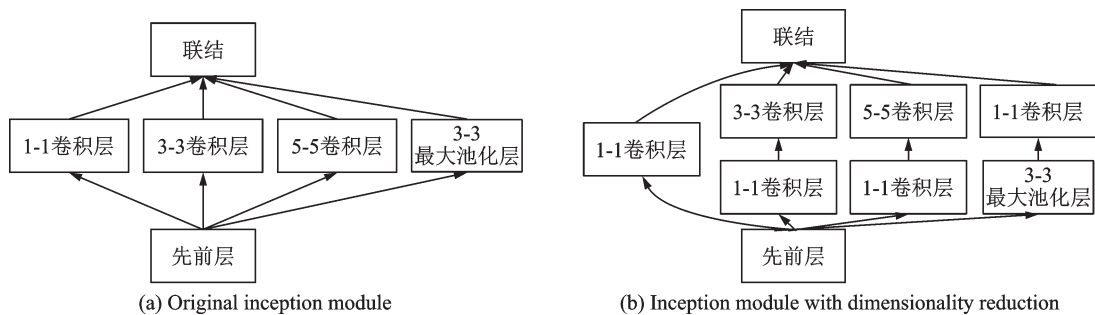 联结
1-1卷积层
3-3卷积层
5-5卷积层
3-3
最大池化层
先前层
(a) Original inception module
联结
3-3卷积层
5-5卷积层
1-1卷积层
1-1卷积层
1-1卷积层
1-1卷积层
3-3
最大池化层
先前层
(b) Inception module with dimensionality reduction